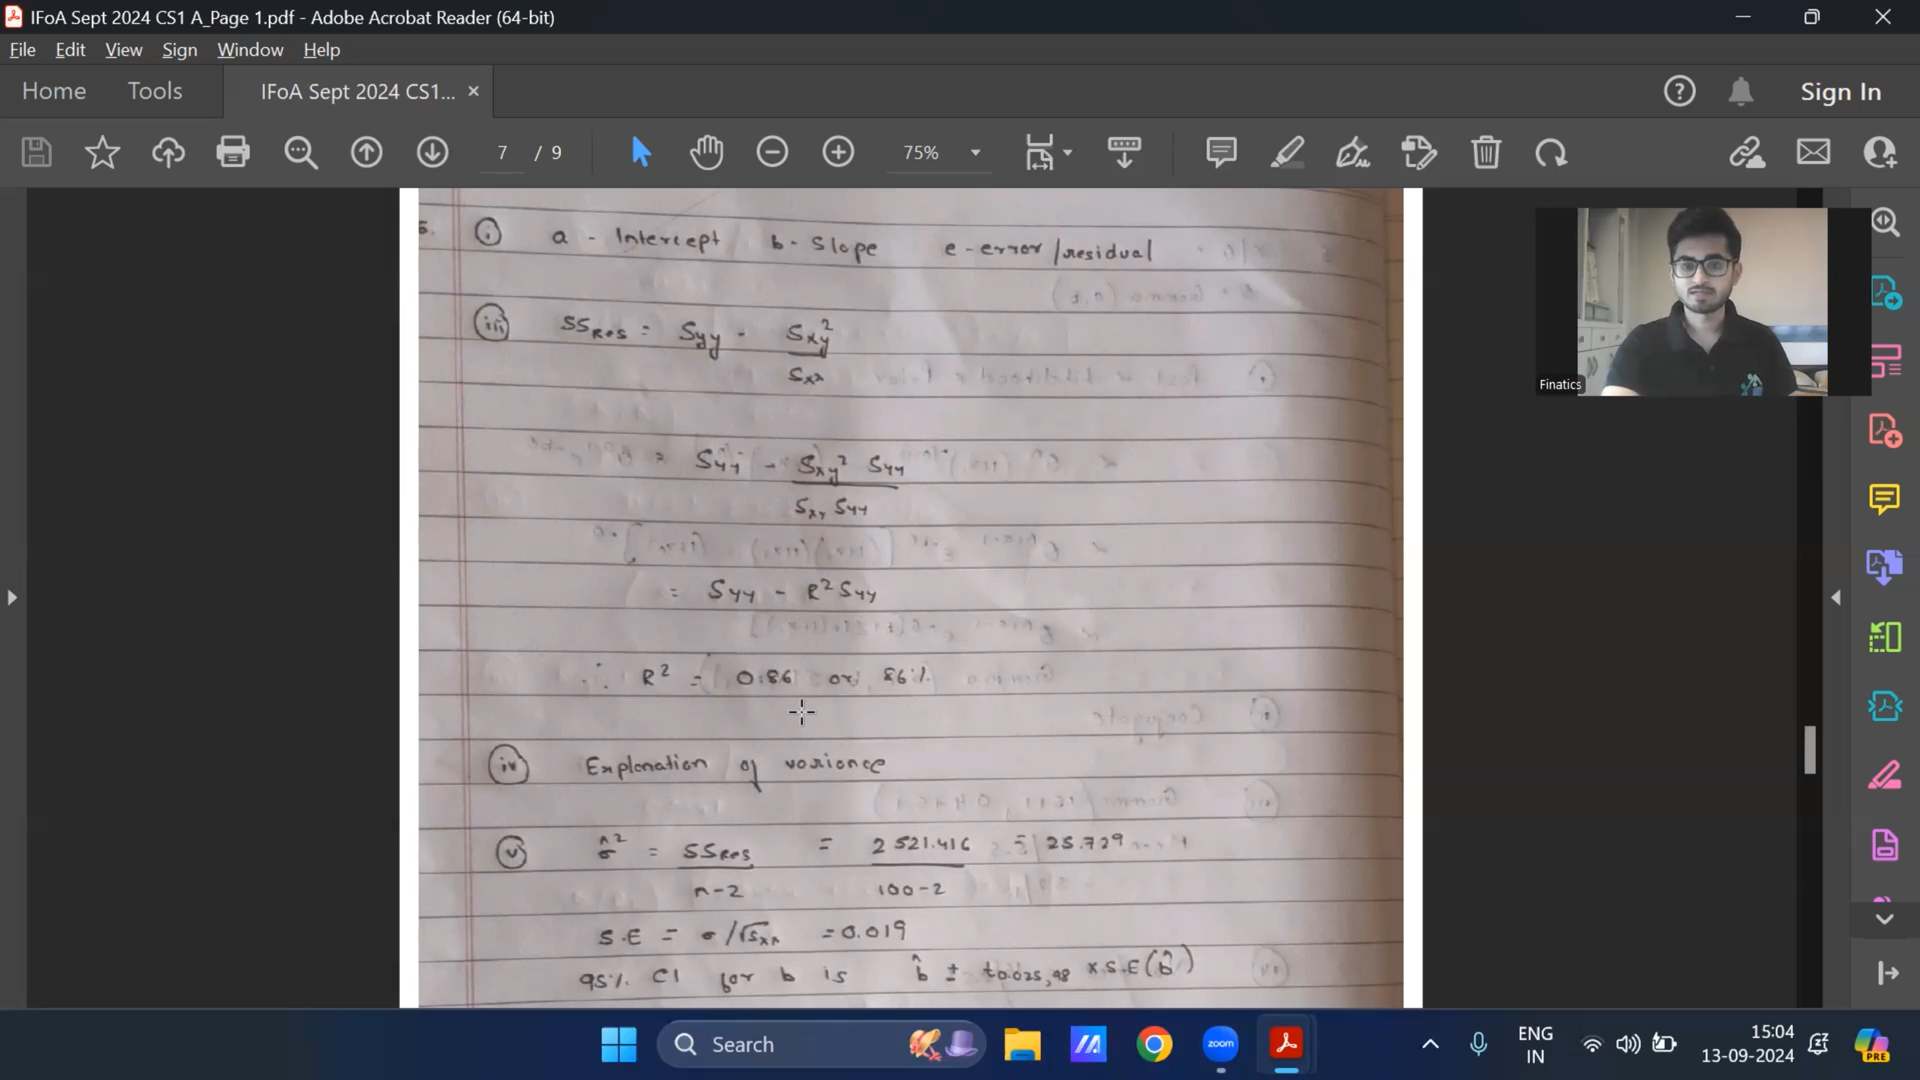 IFoA Sept 2024 CS1 A_Page 1.pdf - Adobe Acrobat Reader (64-bit)
File Edit View Sign Window Help
Home Tools IFoA Sept 2024 CS1... × Sign In
7 / 9 75%
5. (i) a - Intercept b - Slope e - error/residual
(iii) SSRes = Syy - Sxy²
Sxx
= Syy - Sxy² Syy
Sxx Syy
= Syy - R² Syy
∴ R² = 0.86 or 86%
(iv) Explanation of variance
(v) σ̂² = SSRes = 2521.416 = 25.729
n-2 100-2
S.E = σ/√Sxx = 0.019
95% CI for b is b̂ ± t0.025,98 × S.E(b̂)
Finatics
Search
zoom
ENG
IN
15:04
13-09-2024
PRE